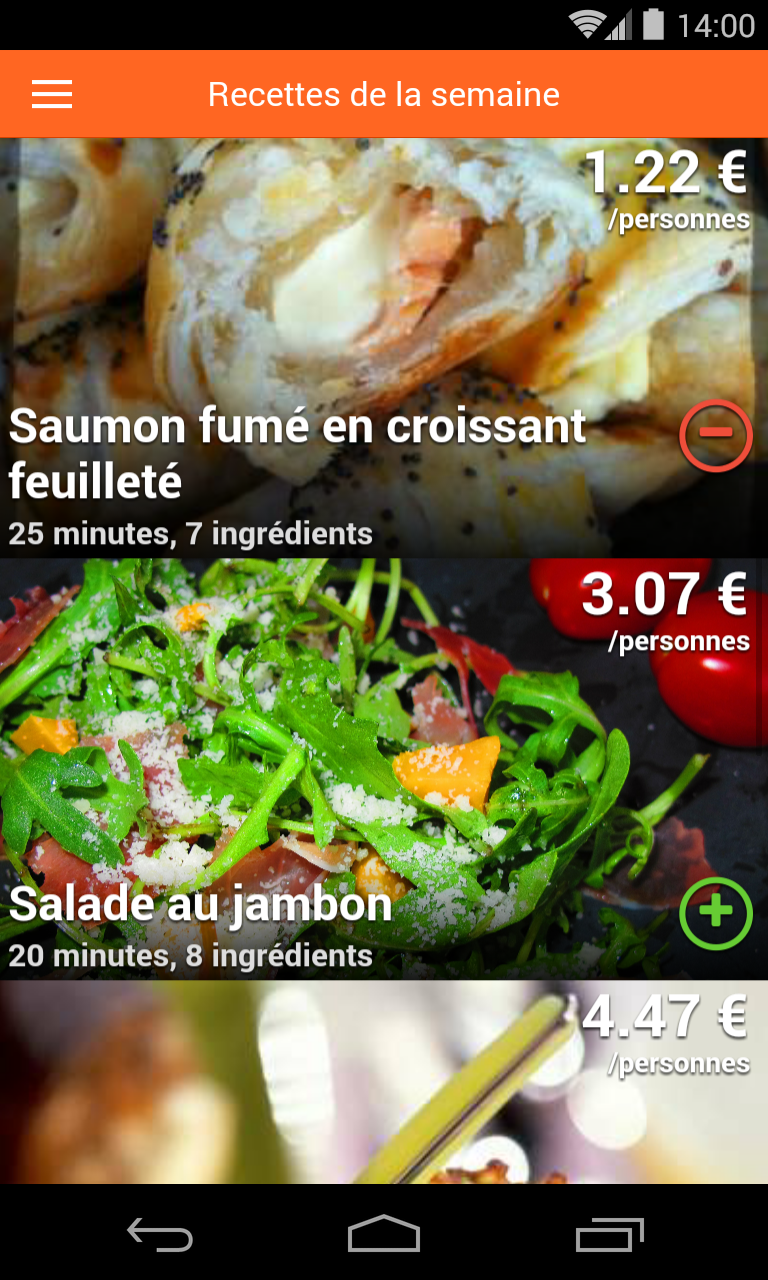 14:00
Recettes de la semaine
1.22 €
/personnes
Saumon fumé en croissant
feuilleté
25 minutes, 7 ingrédients
3.07 €
/personnes
Salade au jambon
20 minutes, 8 ingrédients
4.47 €
/personnes